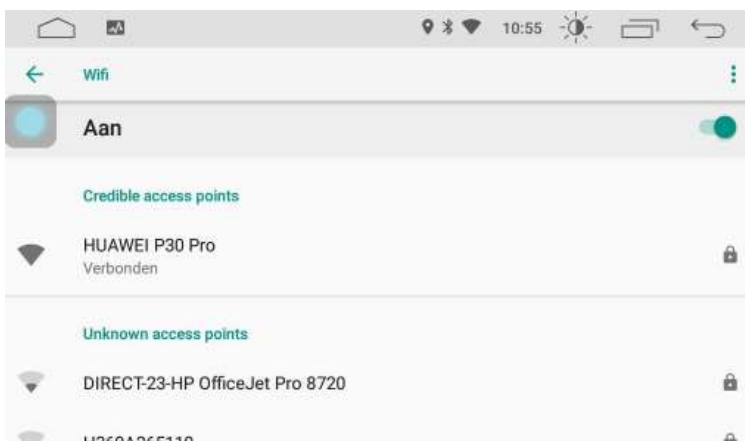 10:55
Wifi
Aan
Credible access points
HUAWEI P30 Pro
Verbonden
Unknown access points
DIRECT-23-HP OfficeJet Pro 8720